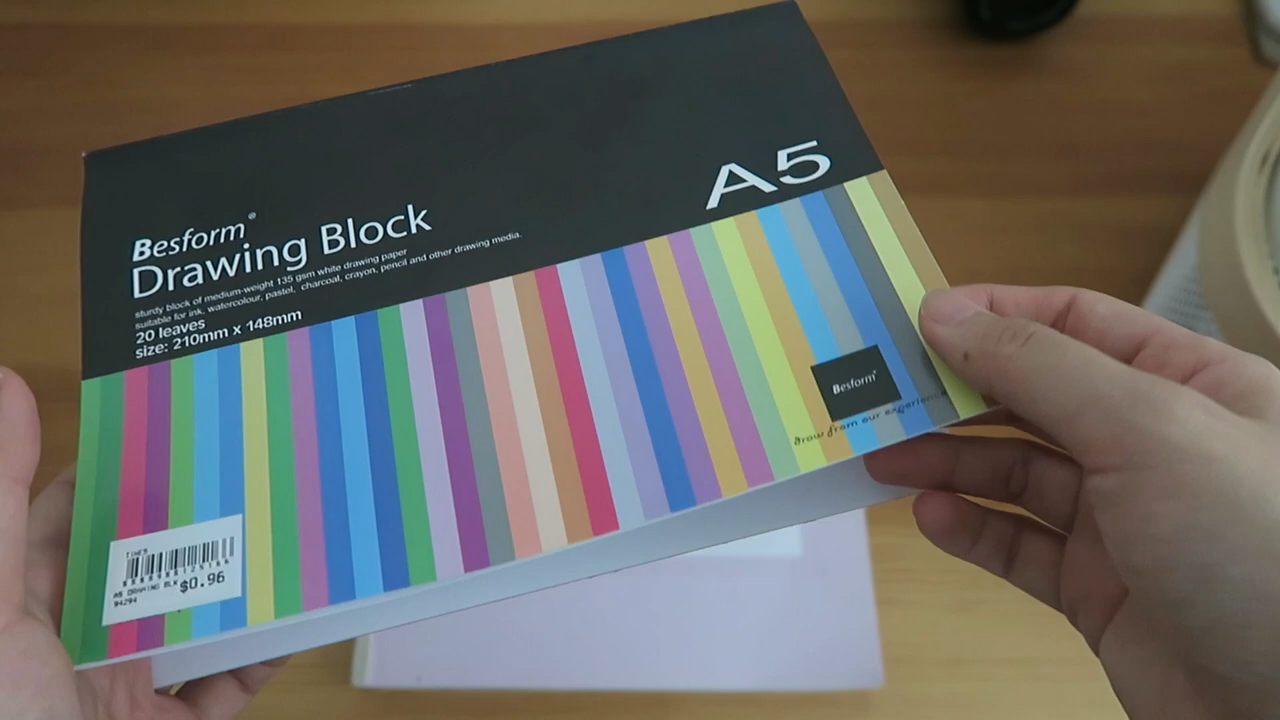 A5
Besform®
Drawing Block
sturdy block of medium-weight 135 gsm white drawing paper
suitable for ink, watercolour, pastel, charcoal, crayon, pencil and other drawing media.
20 leaves
size: 210mm x 148mm
Besform®
draw from our experience
TIMES
A5 DRAWING BLK
$0.96
94294